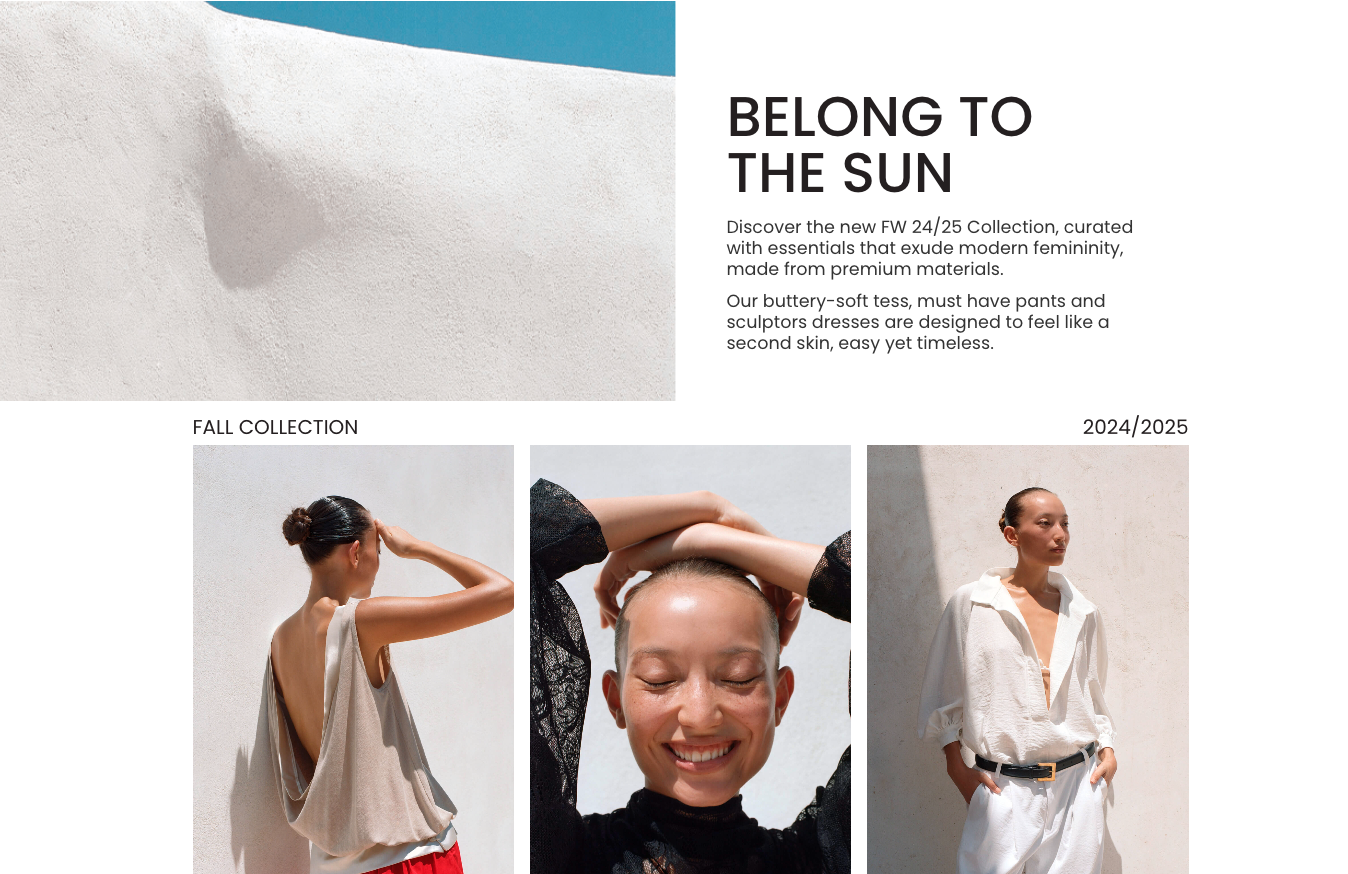 BELONG TO
THE SUN
Discover the new FW 24/25 Collection, curated
with essentials that exude modern femininity,
made from premium materials.
Our buttery-soft tess, must have pants and
sculptors dresses are designed to feel like a
second skin, easy yet timeless.
FALL COLLECTION
2024/2025